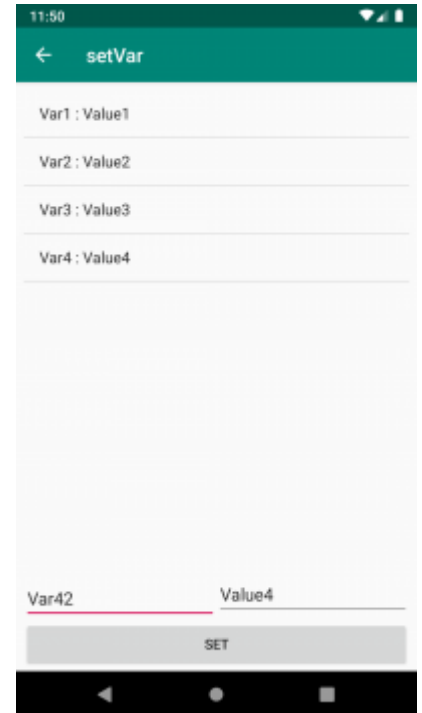 11:50
setVar
Var1 : Value1
Var2 : Value2
Var3 : Value3
Var4 : Value4
Var42 Value4
SET